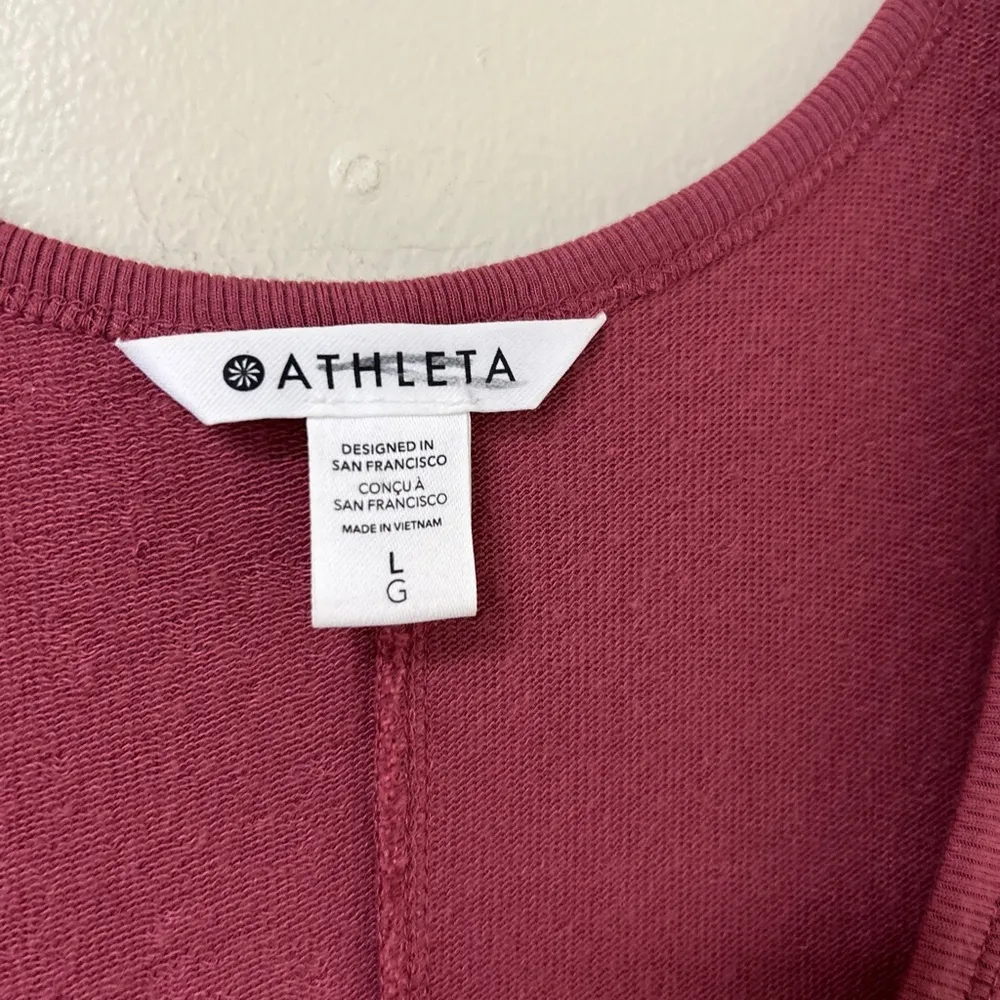 ATHLETA
DESIGNED IN
SAN FRANCISCO
CONÇU À
SAN FRANCISCO
MADE IN VIETNAM
L
G